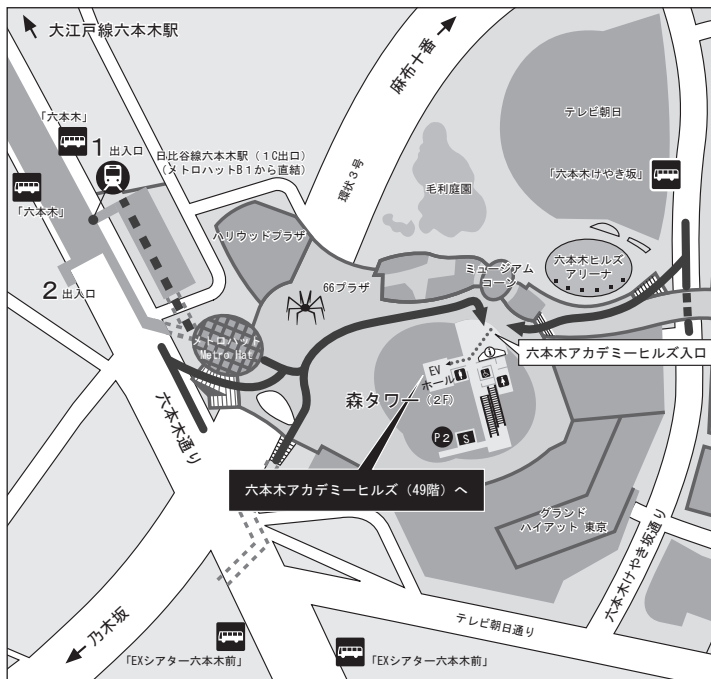 大江戸線六本木駅
麻布十番
テレビ朝日
「六本木」
1 出入口
日比谷線六本木駅（1C出口）
（メトロハットB1から直結）
「六本木けやき坂」
「六本木」
環状3号
毛利庭園
ハリウッドプラザ
ミュージアム
コーン
六本木ヒルズ
アリーナ
66プラザ
2 出入口
メトロハット
Metro Hat
六本木アカデミーヒルズ入口
EV
ホール
森タワー（2F）
六本木通り
P2
S
六本木アカデミーヒルズ（49階）へ
グランド
ハイアット 東京
六本木けやき坂通り
テレビ朝日通り
乃木坂
「EXシアター六本木前」
「EXシアター六本木前」